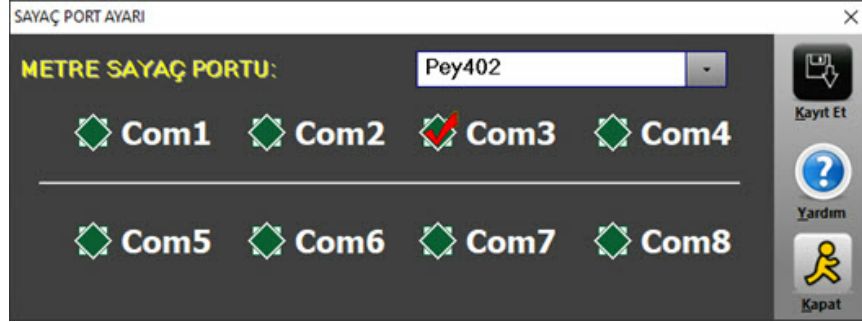 SAYAÇ PORT AYARI
METRE SAYAÇ PORTU: Pey402
Com1 Com2 Com3 Com4
Com5 Com6 Com7 Com8
Kayıt Et
Yardım
Kapat